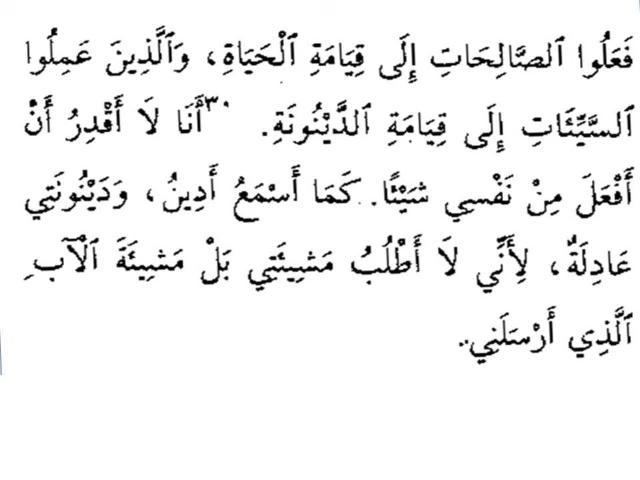 فَعَلُوا ٱلصَّالِحَاتِ إِلَى قِيَامَةِ ٱلْحَيَاةِ، وَٱلَّذِينَ عَمِلُوا
ٱلسَّيِّئَاتِ إِلَى قِيَامَةِ ٱلدَّيْنُونَةِ. ٣٠أَنَا لَا أَقْدِرُ أَنْ
أَفْعَلَ مِنْ نَفْسِي شَيْئًا. كَمَا أَسْمَعُ أَدِينُ، وَدَيْنُونَتِي
عَادِلَةٌ، لِأَنِّي لَا أَطْلُبُ مَشِيئَتِي بَلْ مَشِيئَةَ ٱلْآبِ
ٱلَّذِي أَرْسَلَنِي.